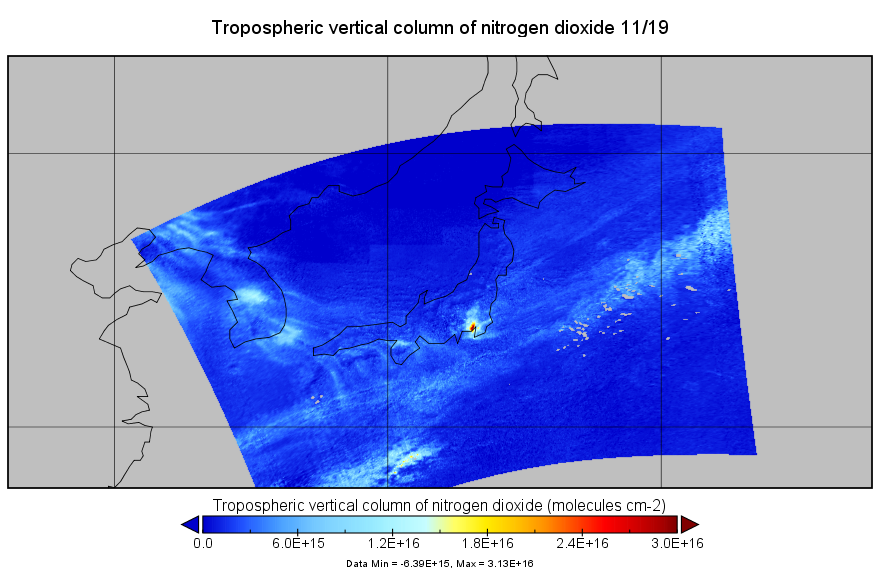 Tropospheric vertical column of nitrogen dioxide 11/19
Tropospheric vertical column of nitrogen dioxide (molecules cm-2)
0.0 6.0E+15 1.2E+16 1.8E+16 2.4E+16 3.0E+16
Data Min = -6.39E+15, Max = 3.13E+16